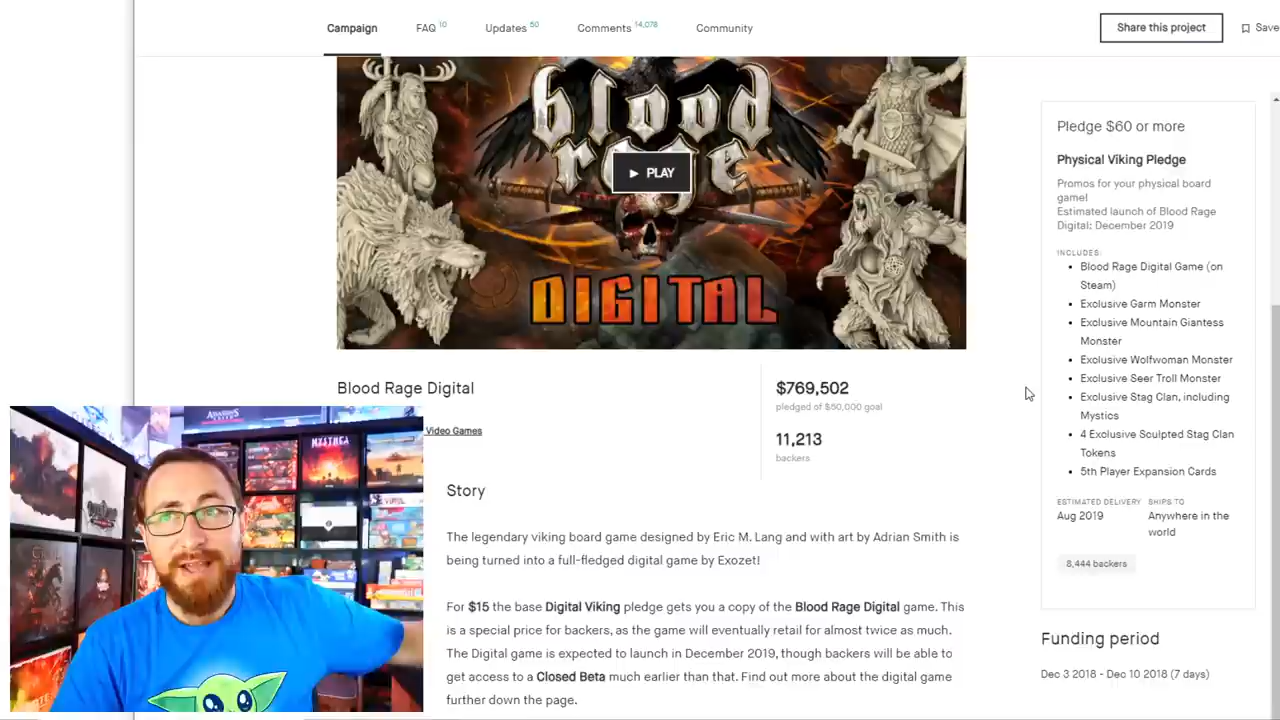 Campaign
FAQ 10
Updates 50
Comments 14,078
Community
Share this project
Save
blood
rage
PLAY
DIGITAL
Blood Rage Digital
Video Games
$769,502
pledged of $50,000 goal
11,213
backers
Story
The legendary viking board game designed by Eric M. Lang and with art by Adrian Smith is
being turned into a full-fledged digital game by Exozet!
For $15 the base Digital Viking pledge gets you a copy of the Blood Rage Digital game. This
is a special price for backers, as the game will eventually retail for almost twice as much.
The Digital game is expected to launch in December 2019, though backers will be able to
get access to a Closed Beta much earlier than that. Find out more about the digital game
further down the page.
Pledge $60 or more
Physical Viking Pledge
Promos for your physical board
game!
Estimated launch of Blood Rage
Digital: December 2019
INCLUDES:
Blood Rage Digital Game (on
Steam)
Exclusive Garm Monster
Exclusive Mountain Giantess
Monster
Exclusive Wolfwoman Monster
Exclusive Seer Troll Monster
Exclusive Stag Clan, including
Mystics
4 Exclusive Sculpted Stag Clan
Tokens
5th Player Expansion Cards
ESTIMATED DELIVERY
Aug 2019
SHIPS TO
Anywhere in the
world
8,444 backers
Funding period
Dec 3 2018 - Dec 10 2018 (7 days)
ASSASSIN'S
MYSTHEA